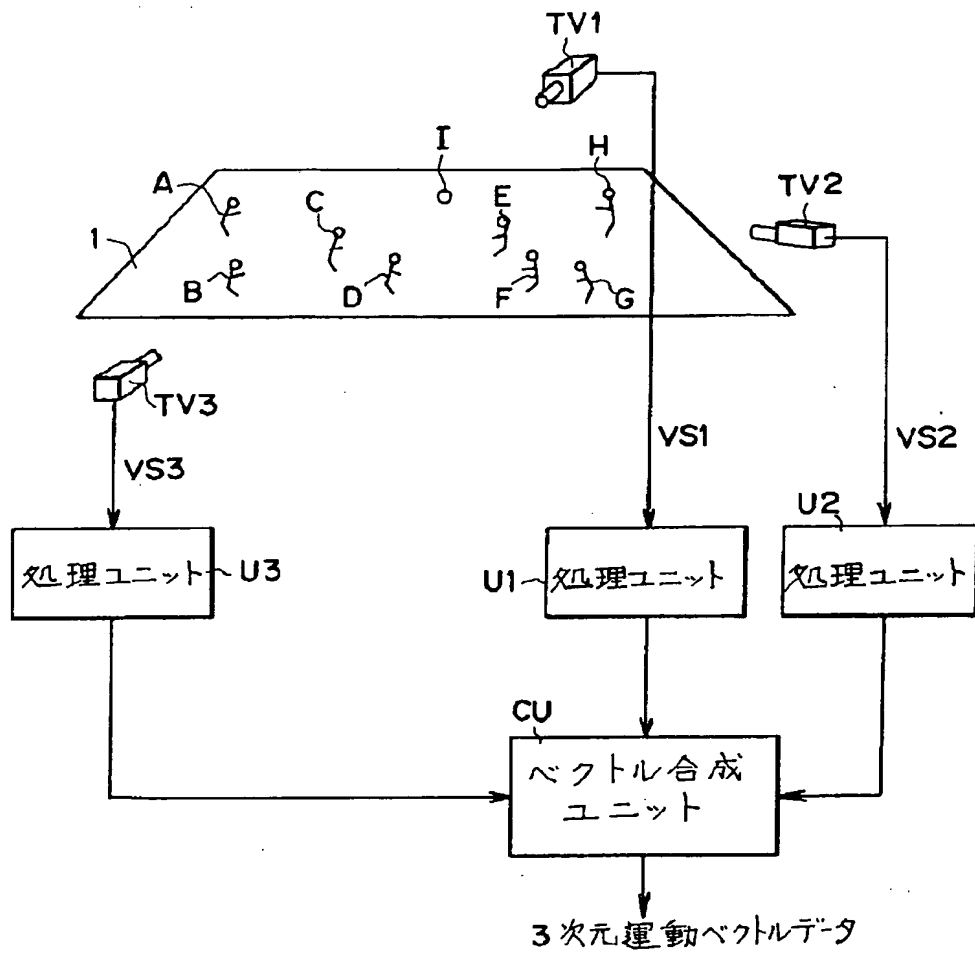 TV1
I
H
A
C
E
TV2
1
B
D
F
G
TV3
VS3
VS1
VS2
U2
処理ユニット
U3
U1
処理ユニット
処理ユニット
CU
ベクトル合成
ユニット
3次元運動ベクトルデータ